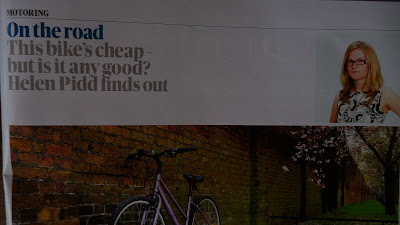 MOTORING
On the road
This bike's cheap –
but is it any good?
Helen Pidd finds out